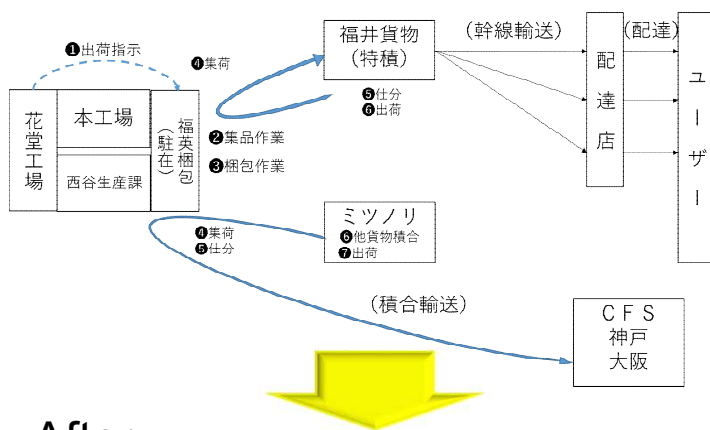 ❶出荷指示
❹集荷
福井貨物
(特積)
(幹線輸送)
(配達)
❺仕分
❻出荷
配達店
ユーザー
花堂工場
本工場
西谷生産課
福英梱包
(駐在)
❷集品作業
❸梱包作業
❹集荷
❺仕分
ミツノリ
❻他貨物積合
❼出荷
(積合輸送)
CFS
神戸
大阪